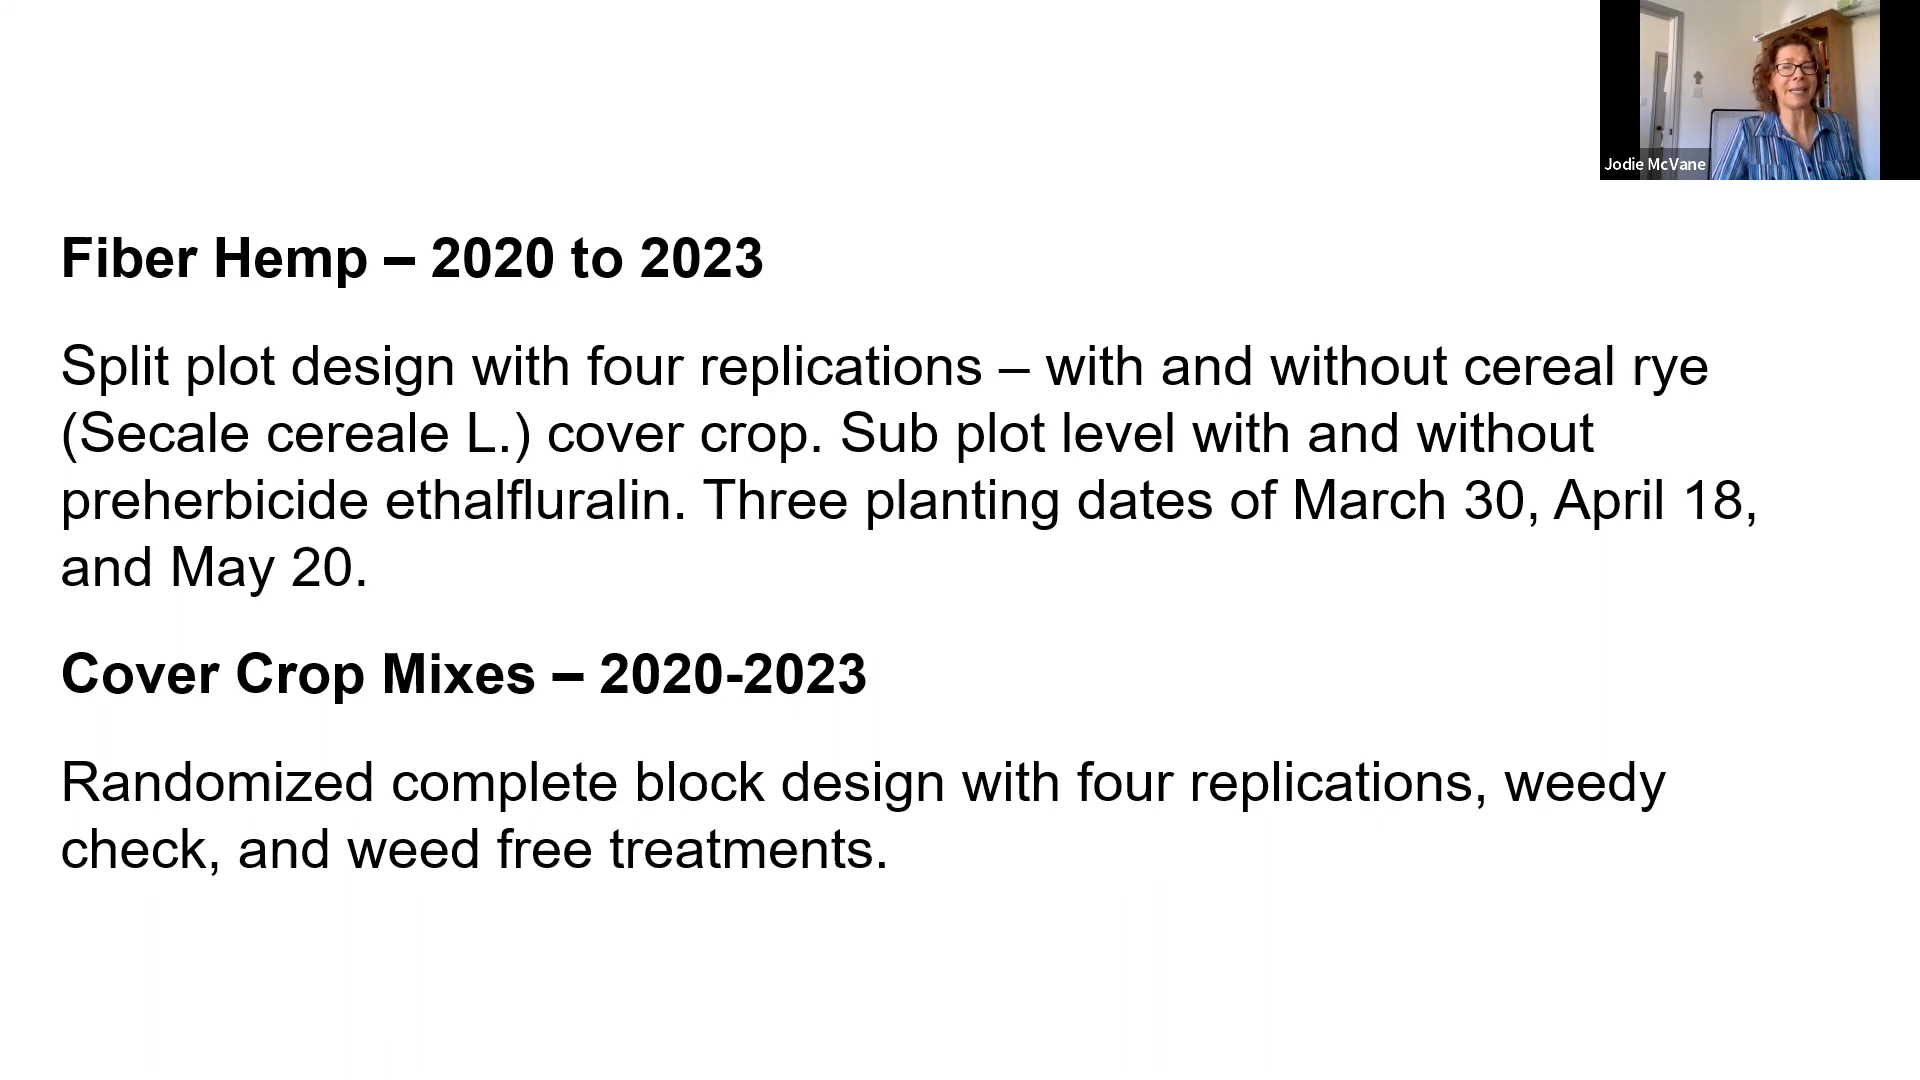 Jodie McVane
Fiber Hemp – 2020 to 2023
Split plot design with four replications – with and without cereal rye
(Secale cereale L.) cover crop. Sub plot level with and without
preherbicide ethalfluralin. Three planting dates of March 30, April 18,
and May 20.
Cover Crop Mixes – 2020-2023
Randomized complete block design with four replications, weedy
check, and weed free treatments.